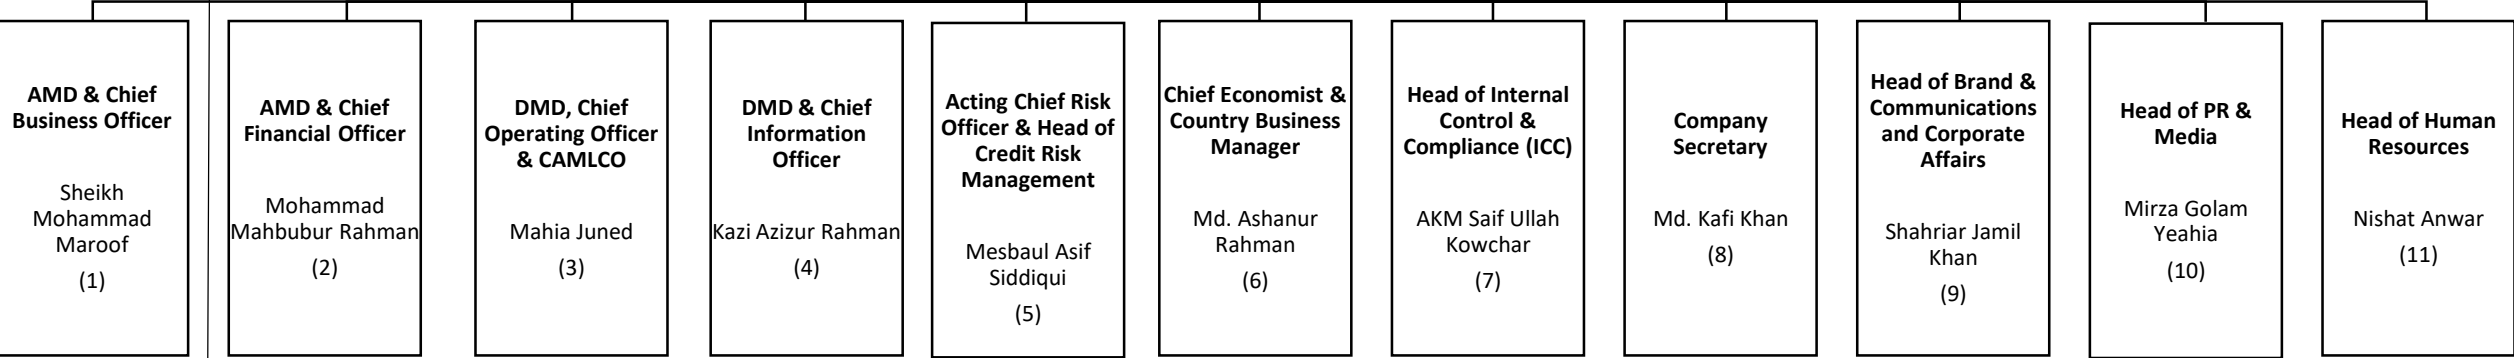 AMD & Chief
Business Officer
Sheikh
Mohammad
Maroof
(1)
AMD & Chief
Financial Officer
Mohammad
Mahbubur Rahman
(2)
DMD, Chief
Operating Officer
& CAMLCO
Mahia Juned
(3)
DMD & Chief
Information
Officer
Kazi Azizur Rahman
(4)
Acting Chief Risk
Officer & Head of
Credit Risk
Management
Mesbaul Asif
Siddiqui
(5)
Chief Economist &
Country Business
Manager
Md. Ashanur
Rahman
(6)
Head of Internal
Control &
Compliance (ICC)
AKM Saif Ullah
Kowchar
(7)
Company
Secretary
Md. Kafi Khan
(8)
Head of Brand &
Communications
and Corporate
Affairs
Shahriar Jamil
Khan
(9)
Head of PR &
Media
Mirza Golam
Yeahia
(10)
Head of Human
Resources
Nishat Anwar
(11)